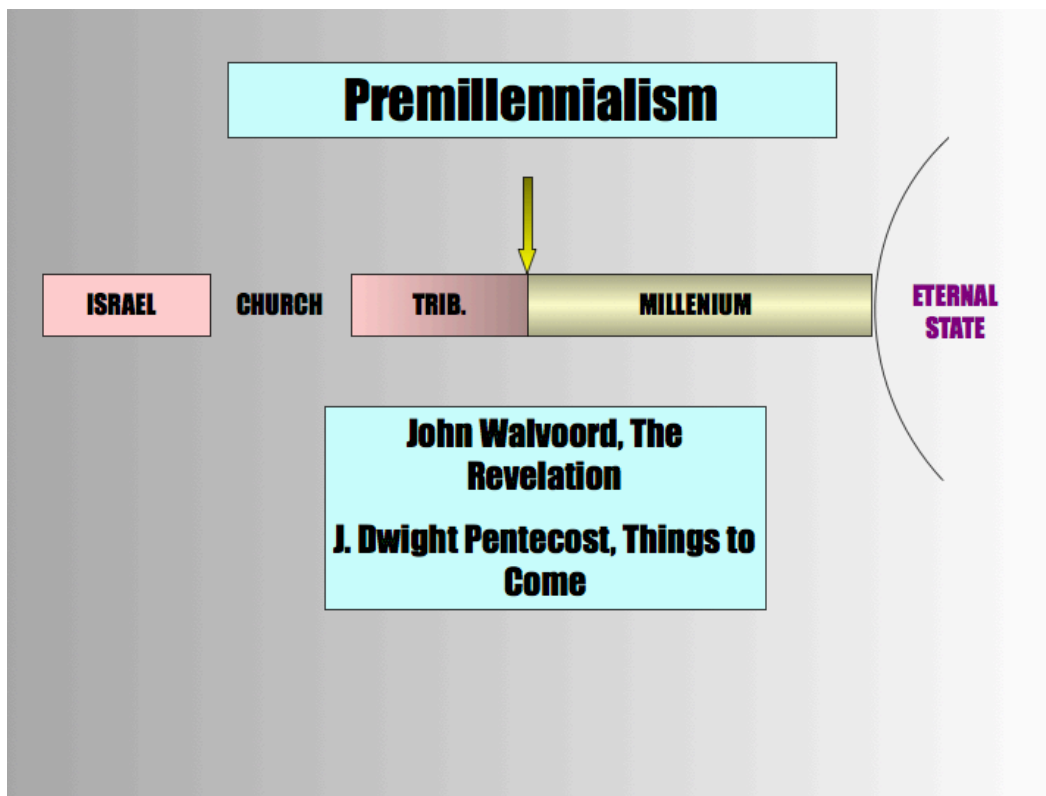 Premillennialism
ISRAEL
CHURCH
TRIB.
MILLENIUM
ETERNAL
STATE
John Walvoord, The
Revelation
J. Dwight Pentecost, Things to
Come